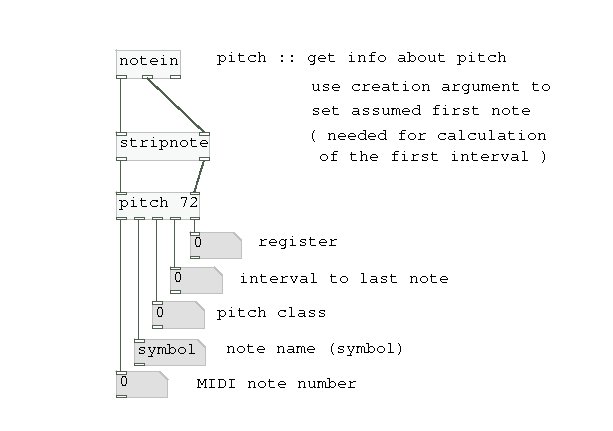 notein
pitch :: get info about pitch
use creation argument to
set assumed first note
( needed for calculation
of the first interval )
stripnote
pitch 72
0
register
0
interval to last note
0
pitch class
symbol
note name (symbol)
0
MIDI note number